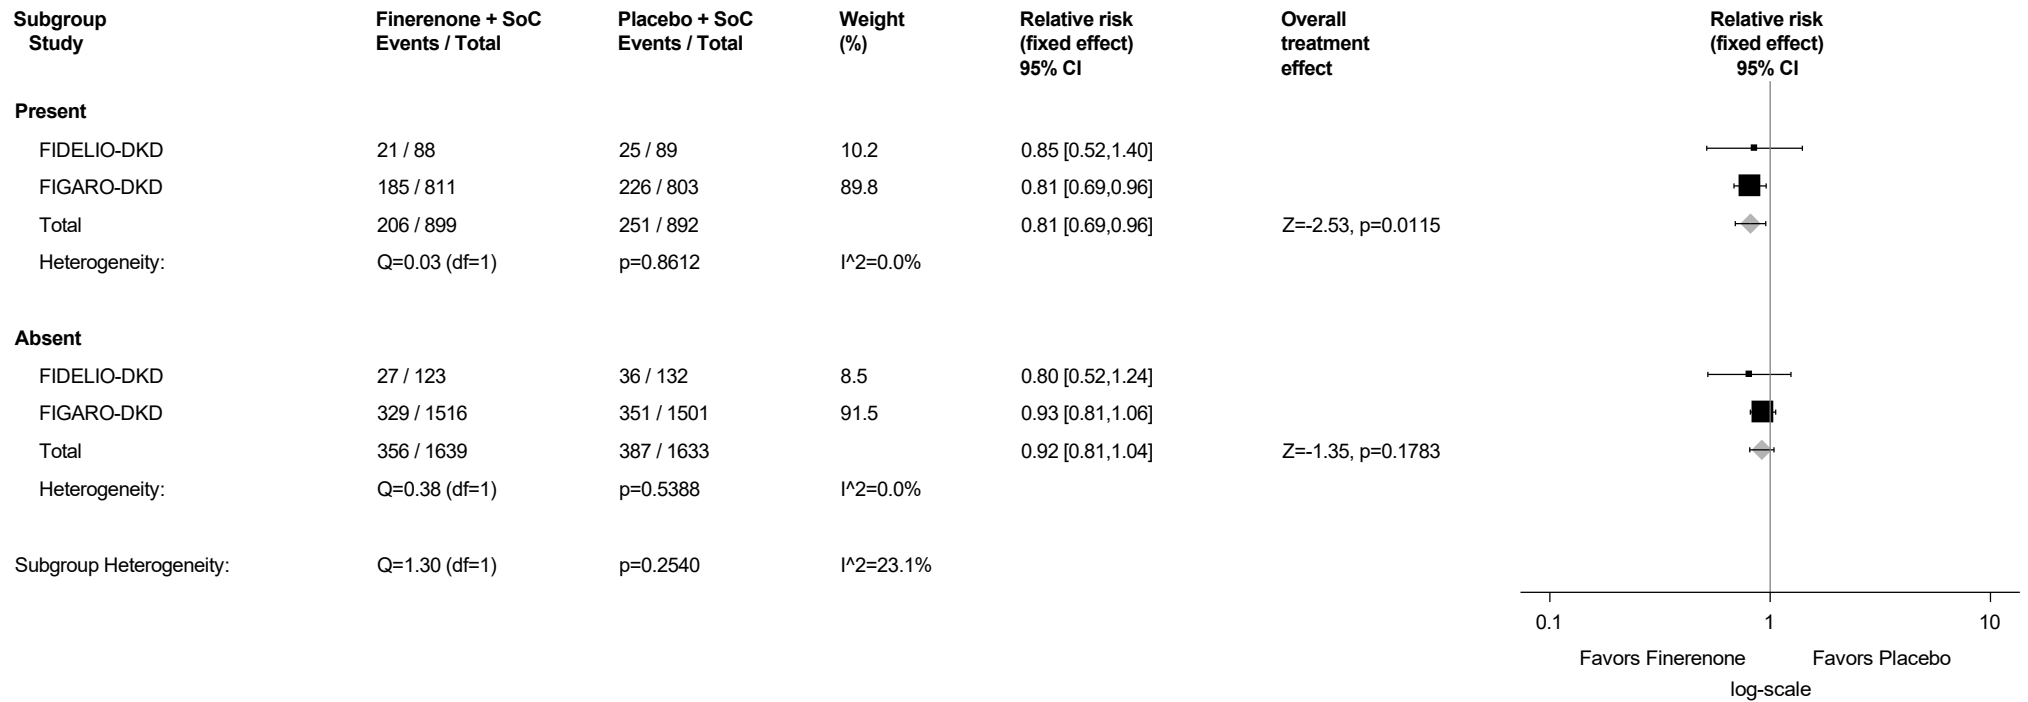 Subgroup Finerenone + SoC Placebo + SoC Weight Relative risk Overall Relative risk
Study Events / Total Events / Total (%) (fixed effect) treatment (fixed effect)
95% CI effect 95% CI
Present
FIDELIO-DKD 21 / 88 25 / 89 10.2 0.85 [0.52,1.40]
FIGARO-DKD 185 / 811 226 / 803 89.8 0.81 [0.69,0.96]
Total 206 / 899 251 / 892 0.81 [0.69,0.96] Z=-2.53, p=0.0115
Heterogeneity: Q=0.03 (df=1) p=0.8612 I^2=0.0%
Absent
FIDELIO-DKD 27 / 123 36 / 132 8.5 0.80 [0.52,1.24]
FIGARO-DKD 329 / 1516 351 / 1501 91.5 0.93 [0.81,1.06]
Total 356 / 1639 387 / 1633 0.92 [0.81,1.04] Z=-1.35, p=0.1783
Heterogeneity: Q=0.38 (df=1) p=0.5388 I^2=0.0%
Subgroup Heterogeneity: Q=1.30 (df=1) p=0.2540 I^2=23.1%
0.1 1 10
Favors Finerenone Favors Placebo
log-scale